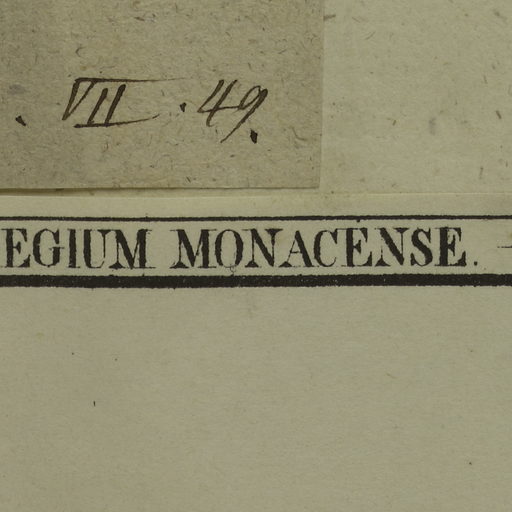 . VII . 49.
EGIUM MONACENSE.